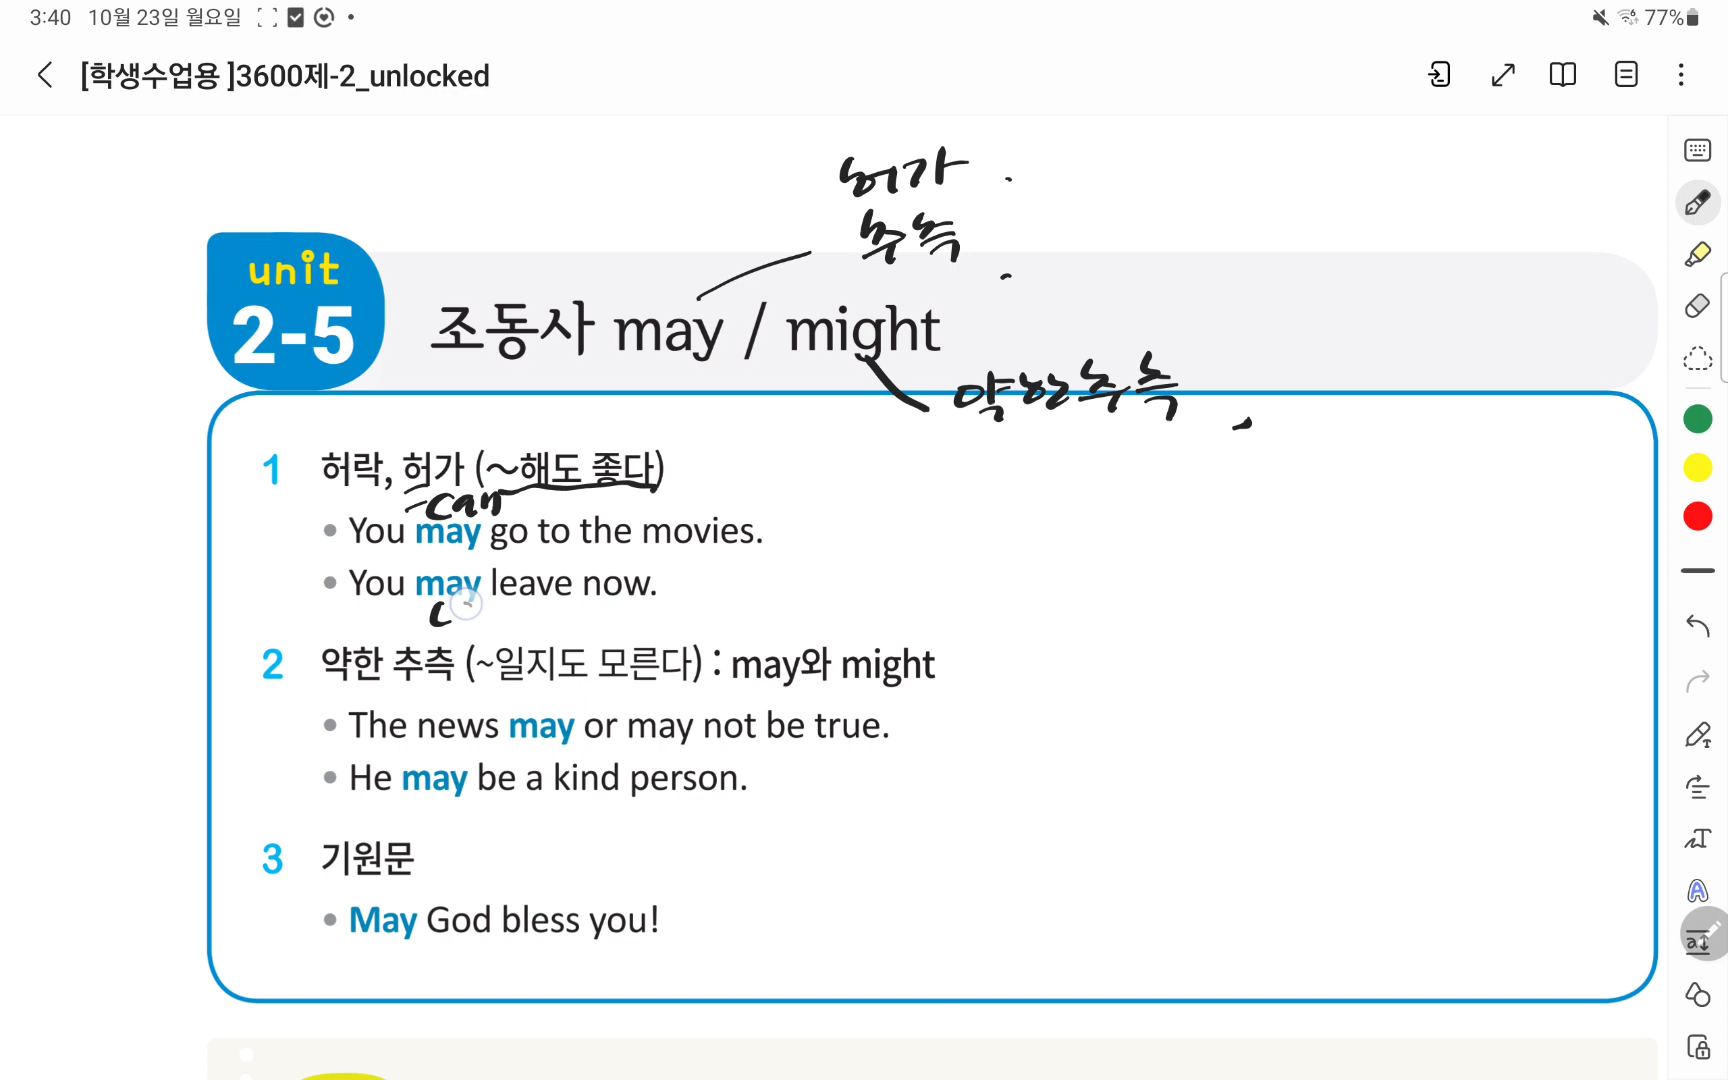 3:40 10월 23일 월요일
77%
[학생수업용 ]3600제-2_unlocked
허가
추측
unit
2-5
조동사 may / might
약한추측
1 허락, 허가 (~해도 좋다)
can
• You may go to the movies.
• You may leave now.
c
2 약한 추측 (~일지도 모른다) : may와 might
• The news may or may not be true.
• He may be a kind person.
3 기원문
• May God bless you!